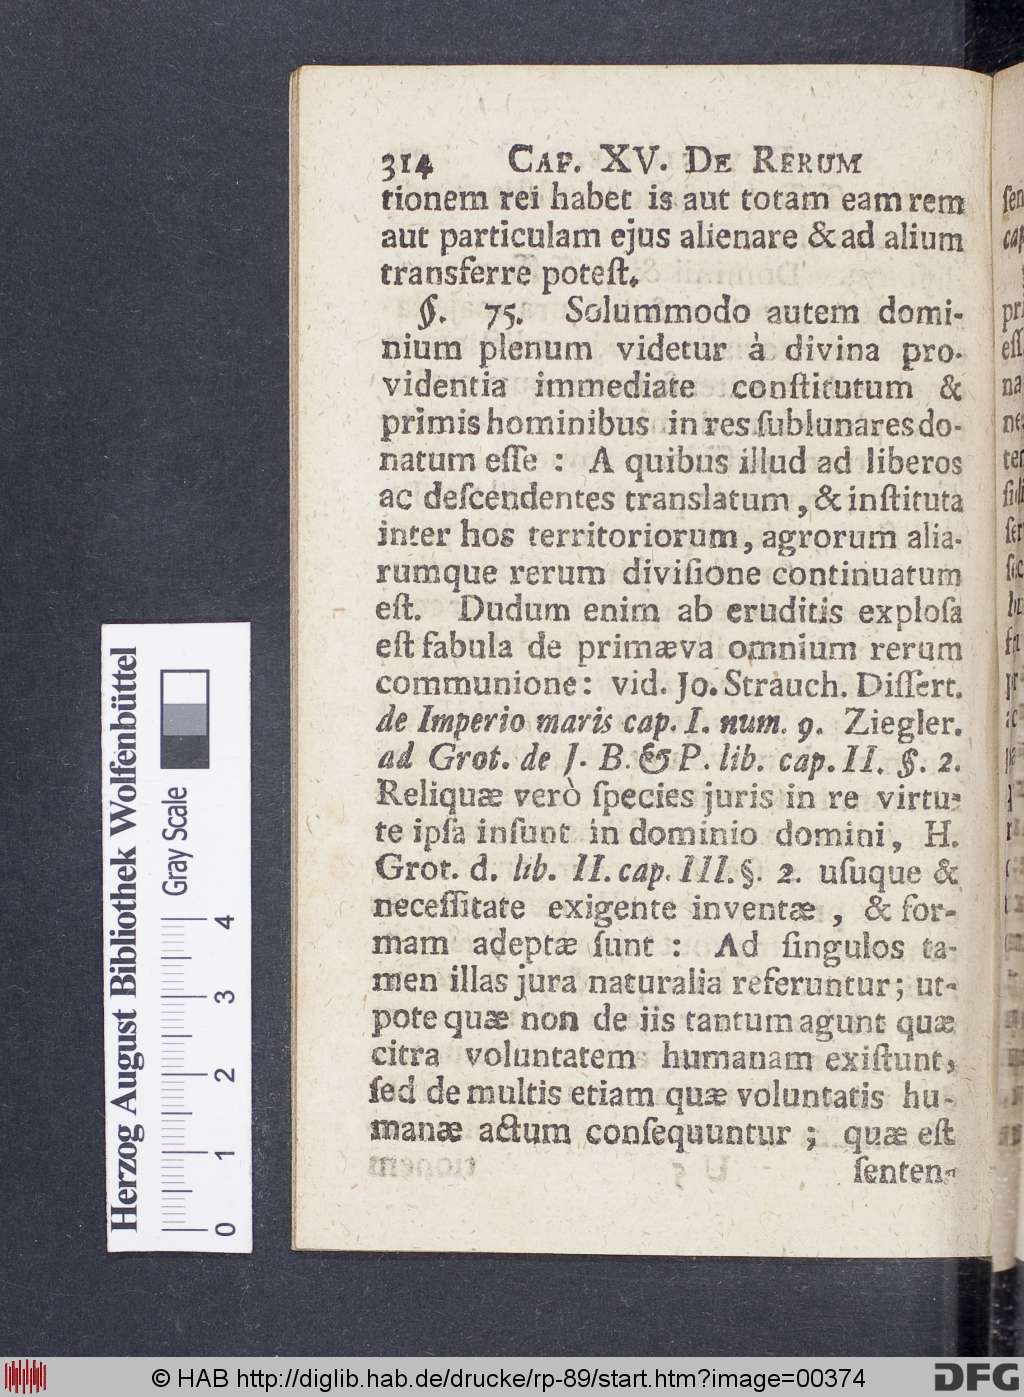 314 CAP. XV. DE RERUM
tionem rei habet is aut totam eam rem
aut particulam ejus alienare & ad alium
transferre poteſt.
§. 75. Solummodo autem domi-
nium plenum videtur à divina pro-
videntia immediate conſtitutum &
primis hominibus in res ſublunares do-
natum eſſe : A quibus illud ad liberos
ac deſcendentes translatum, & inſtituta
inter hos territoriorum, agrorum alia-
rumque rerum diviſione continuatum
eſt. Dudum enim ab eruditis exploſa
eſt fabula de primæva omnium rerum
communione: vid. Jo. Strauch. Diſſert.
de Imperio maris cap. I. num. 9. Ziegler.
ad Grot. de J. B. & P. lib. cap. II. §. 2.
Reliquæ verò ſpecies juris in re virtu-
te ipſa inſunt in dominio domini, H.
Grot. d. lib. II. cap. III. §. 2. uſuque &
neceſſitate exigente inventæ, & for-
mam adeptæ ſunt : Ad ſingulos ta-
men illas jura naturalia referuntur; ut-
pote quæ non de iis tantum agunt quæ
citra voluntatem humanam exiſtunt,
ſed de multis etiam quæ voluntatis hu-
manæ actum conſequuntur ; quæ eſt
ſenten-
Herzog August Bibliothek Wolfenbüttel
Gray Scale
0 1 2 3 4
© HAB http://diglib.hab.de/drucke/rp-89/start.htm?image=00374
DFG